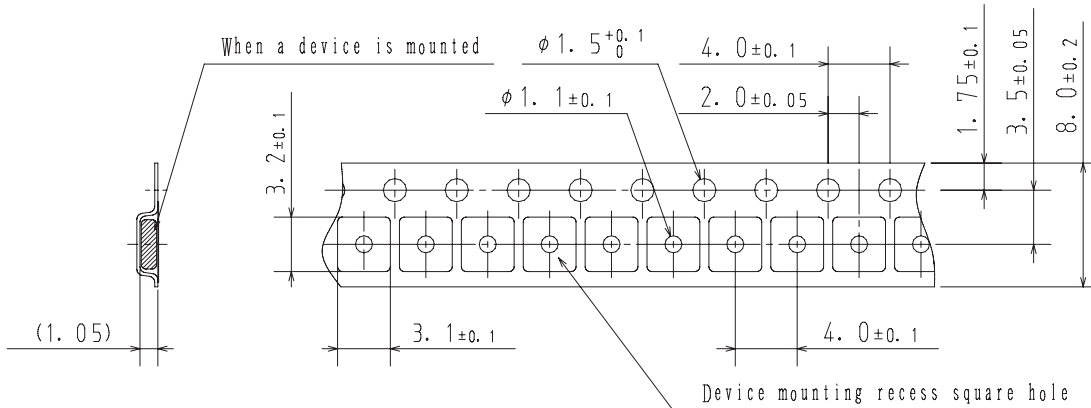 When a device is mounted
φ1.5+0.1 0
4.0±0.1
φ1.1±0.1
2.0±0.05
1.75±0.1
3.5±0.05
8.0±0.2
3.2±0.1
(1.05)
3.1±0.1
4.0±0.1
Device mounting recess square hole